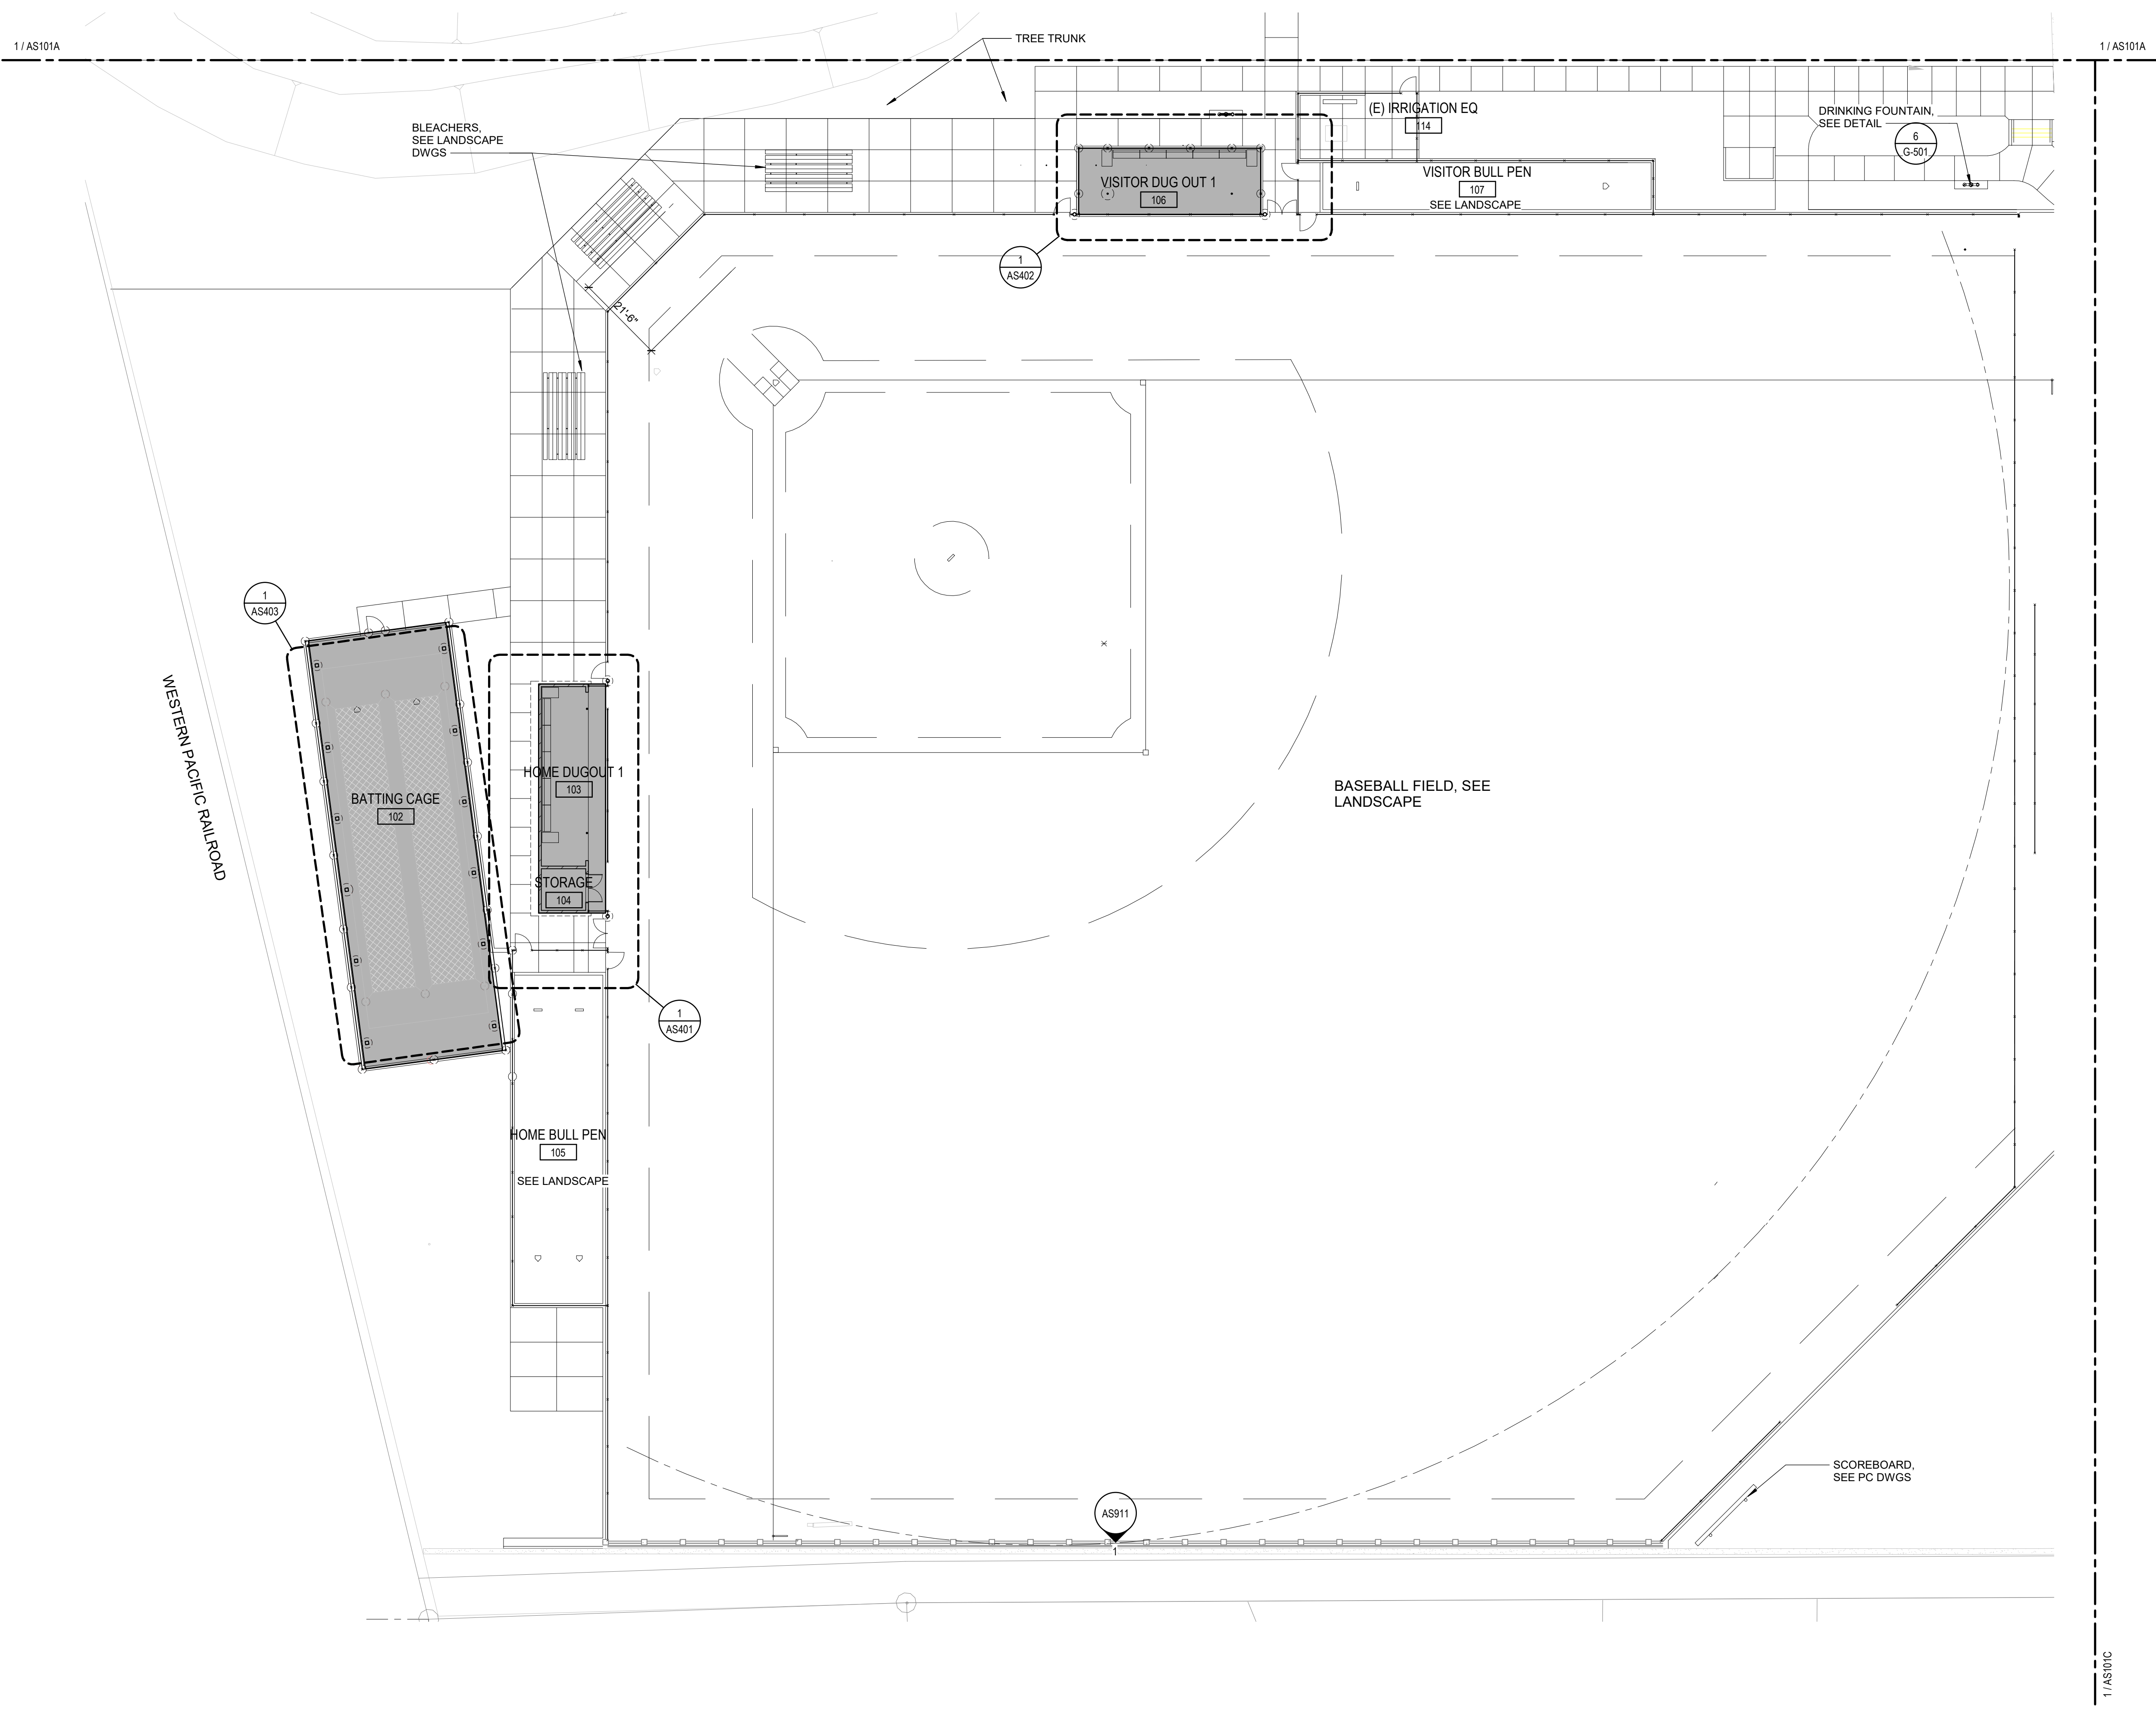 1 / AS101A
1 / AS101A
TREE TRUNK
BLEACHERS,
SEE LANDSCAPE
DWGS
(E) IRRIGATION EQ
114
DRINKING FOUNTAIN,
SEE DETAIL
6
G-501
VISITOR DUG OUT 1
106
VISITOR BULL PEN
107
SEE LANDSCAPE
1
AS402
21'-6"
1
AS403
WESTERN PACIFIC RAILROAD
BATTING CAGE
102
HOME DUGOUT 1
103
BASEBALL FIELD, SEE
LANDSCAPE
STORAGE
104
1
AS401
HOME BULL PEN
105
SEE LANDSCAPE
SCOREBOARD,
SEE PC DWGS
AS911
1
1 / AS101C